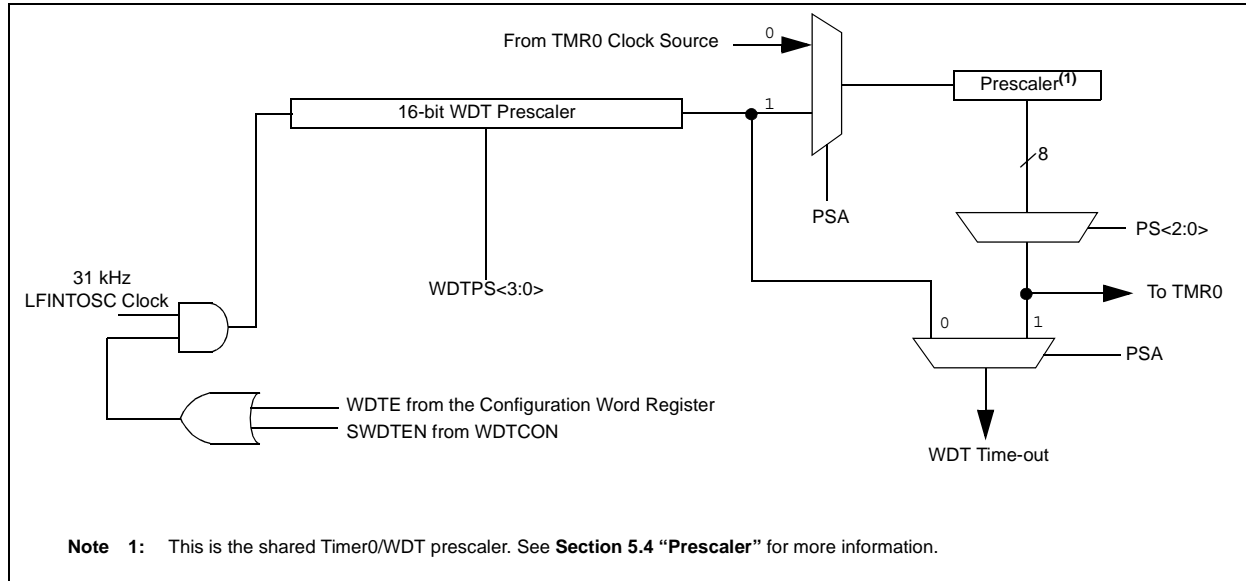 From TMR0 Clock Source
0
Prescaler(1)
16-bit WDT Prescaler
1
8
PSA
PS<2:0>
31 kHz
LFINTOSC Clock
WDTPS<3:0>
To TMR0
0
1
PSA
WDTE from the Configuration Word Register
SWDTEN from WDTCON
WDT Time-out
Note 1: This is the shared Timer0/WDT prescaler. See Section 5.4 “Prescaler” for more information.